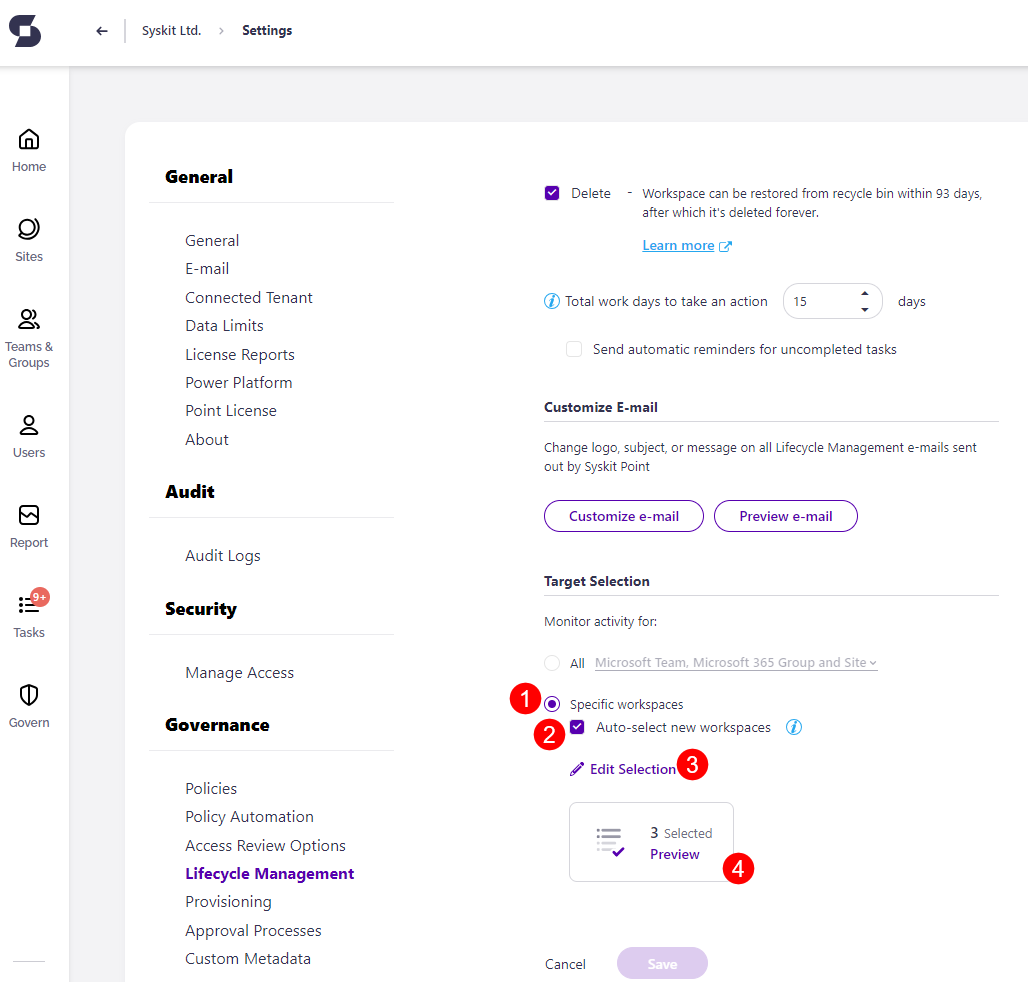 Syskit Ltd. › Settings
Home
Sites
Teams &
Groups
Users
Report
9+
Tasks
Govern
General
General
E-mail
Connected Tenant
Data Limits
License Reports
Power Platform
Point License
About
Audit
Audit Logs
Security
Manage Access
Governance
Policies
Policy Automation
Access Review Options
Lifecycle Management
Provisioning
Approval Processes
Custom Metadata
Delete - Workspace can be restored from recycle bin within 93 days,
after which it's deleted forever.
Learn more
Total work days to take an action 15 days
Send automatic reminders for uncompleted tasks
Customize E-mail
Change logo, subject, or message on all Lifecycle Management e-mails sent
out by Syskit Point
Customize e-mail Preview e-mail
Target Selection
Monitor activity for:
All Microsoft Team, Microsoft 365 Group and Site
1 Specific workspaces
2 Auto-select new workspaces
Edit Selection 3
3 Selected
Preview
4
Cancel Save